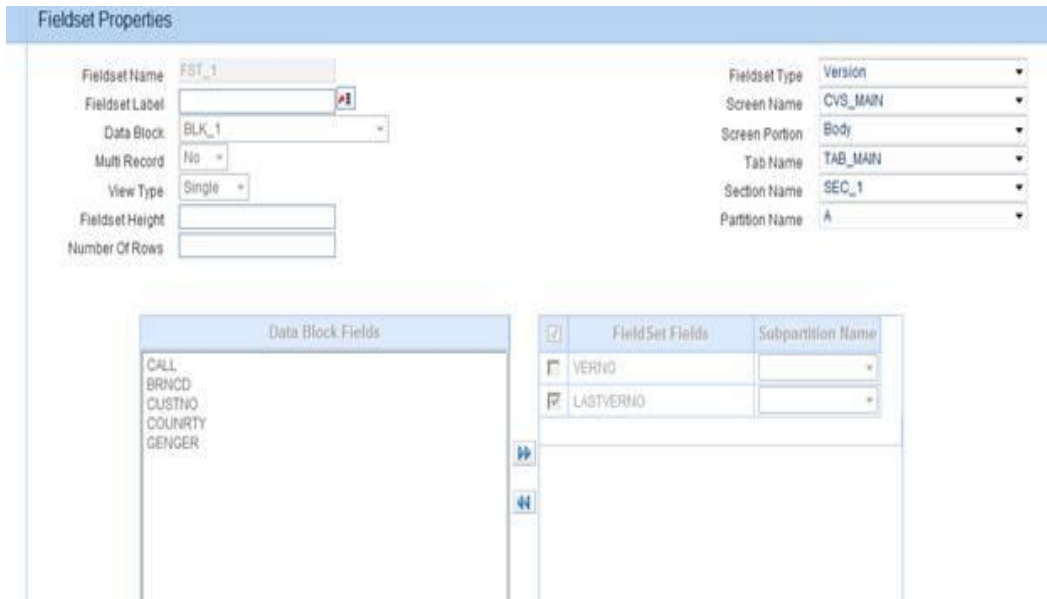 Fieldset Properties
Fieldset Name FST_1
Fieldset Label
Data Block BLK_1
Multi Record No
View Type Single
Fieldset Height
Number Of Rows
Fieldset Type Version
Screen Name CVS_MAIN
Screen Portion Body
Tab Name TAB_MAIN
Section Name SEC_1
Partition Name A
Data Block Fields
CALL
BRNCD
CUSTNO
COUNRTY
GENGER
FieldSet Fields Subpartition Name
VERNO
LASTVERNO